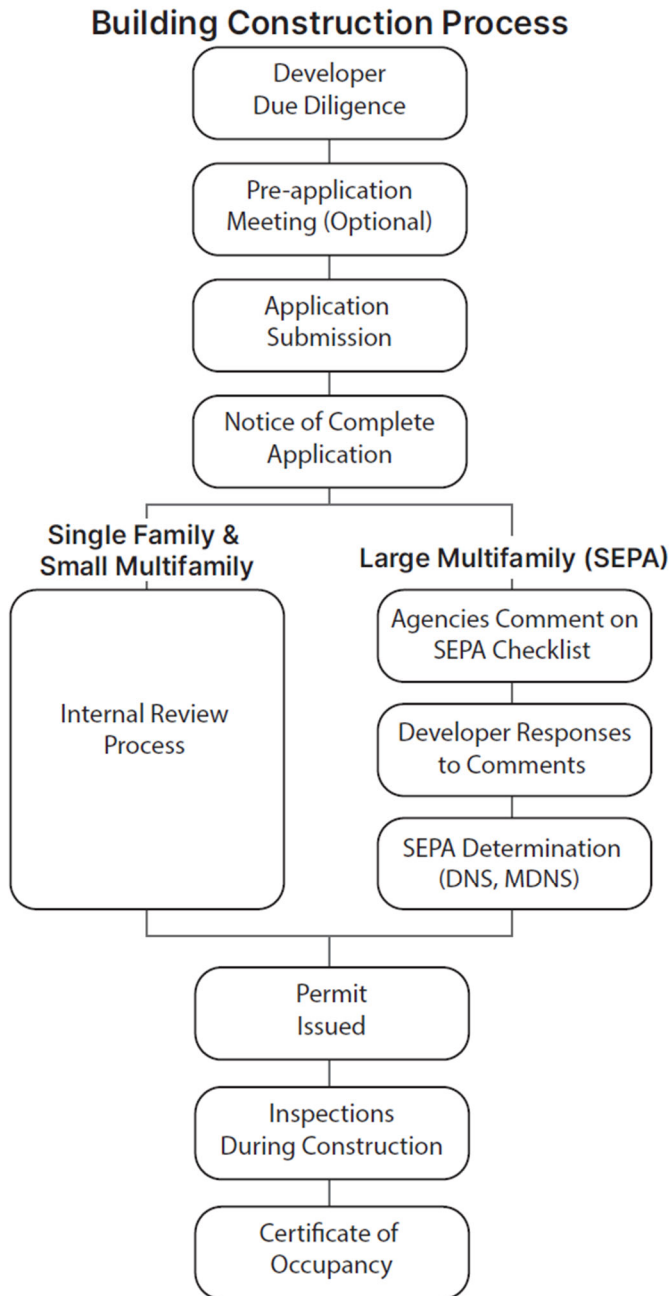 Building Construction Process
Developer
Due Diligence
Pre-application
Meeting (Optional)
Application
Submission
Notice of Complete
Application
Single Family &
Small Multifamily
Internal Review
Process
Large Multifamily (SEPA)
Agencies Comment on
SEPA Checklist
Developer Responses
to Comments
SEPA Determination
(DNS, MDNS)
Permit
Issued
Inspections
During Construction
Certificate of
Occupancy